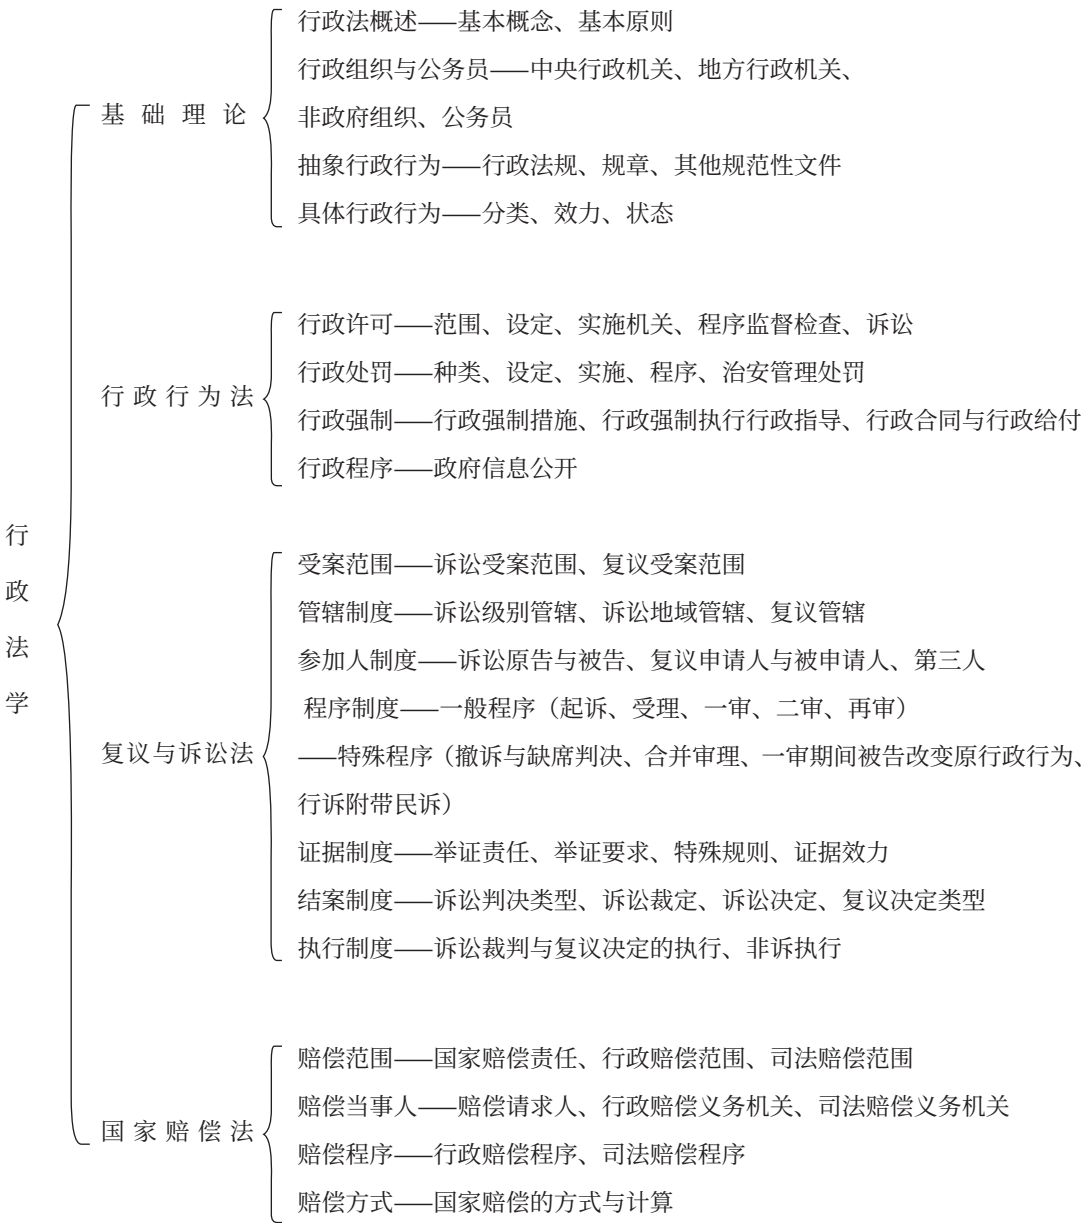 行政法学
基础理论
行政法概述——基本概念、基本原则
行政组织与公务员——中央行政机关、地方行政机关、
非政府组织、公务员
抽象行政行为——行政法规、规章、其他规范性文件
具体行政行为——分类、效力、状态
行政行为法
行政许可——范围、设定、实施机关、程序监督检查、诉讼
行政处罚——种类、设定、实施、程序、治安管理处罚
行政强制——行政强制措施、行政强制执行行政指导、行政合同与行政给付
行政程序——政府信息公开
复议与诉讼法
受案范围——诉讼受案范围、复议受案范围
管辖制度——诉讼级别管辖、诉讼地域管辖、复议管辖
参加人制度——诉讼原告与被告、复议申请人与被申请人、第三人
程序制度——一般程序（起诉、受理、一审、二审、再审）
——特殊程序（撤诉与缺席判决、合并审理、一审期间被告改变原行政行为、
行诉附带民诉）
证据制度——举证责任、举证要求、特殊规则、证据效力
结案制度——诉讼判决类型、诉讼裁定、诉讼决定、复议决定类型
执行制度——诉讼裁判与复议决定的执行、非诉执行
国家赔偿法
赔偿范围——国家赔偿责任、行政赔偿范围、司法赔偿范围
赔偿当事人——赔偿请求人、行政赔偿义务机关、司法赔偿义务机关
赔偿程序——行政赔偿程序、司法赔偿程序
赔偿方式——国家赔偿的方式与计算